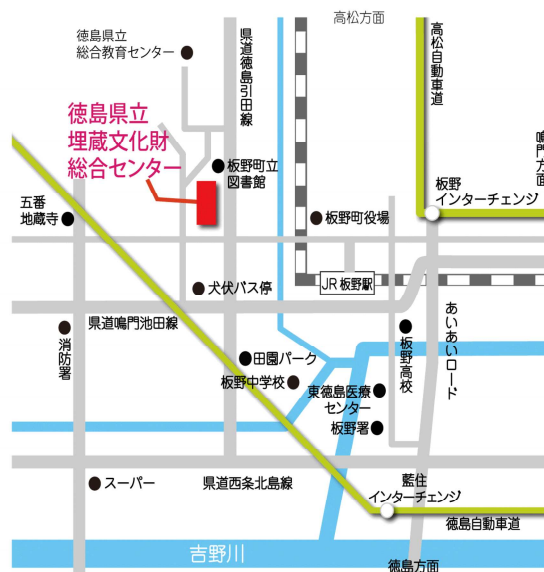 高松方面
徳島県立
総合教育センター
県道徳島引田線
高松自動車道
鳴門方面
徳島県立
埋蔵文化財
総合センター
板野町立
図書館
板野
インターチェンジ
五番
地蔵寺
板野町役場
犬伏バス停
JR板野駅
県道鳴門池田線
消防署
あいあいロード
田園パーク
板野高校
板野中学校
東徳島医療
センター
板野署
スーパー
県道西条北島線
藍住
インターチェンジ
徳島自動車道
吉野川
徳島方面